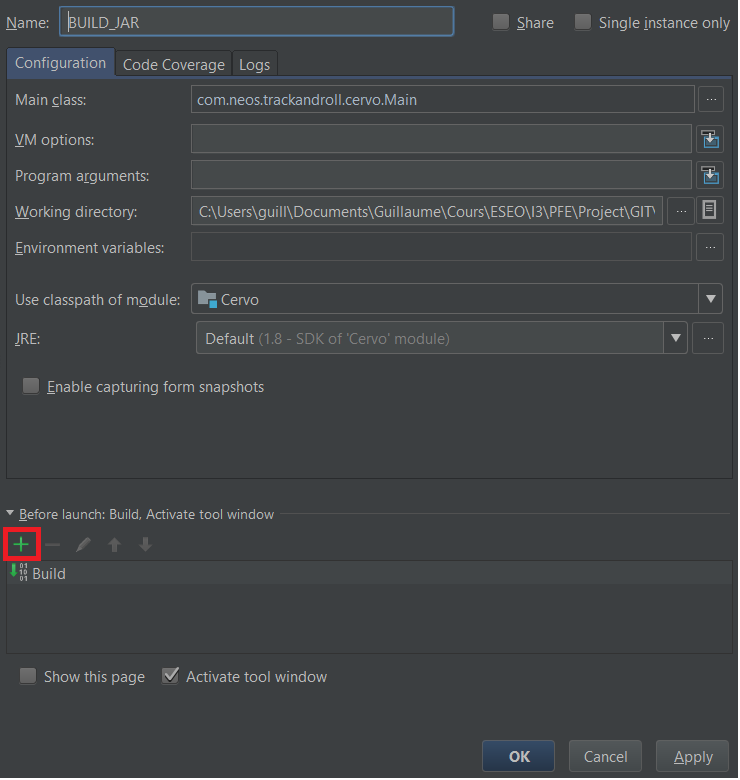 Name: BUILD_JAR Share Single instance only
Configuration Code Coverage Logs
Main class: com.neos.trackandroll.cervo.Main ...
VM options:
Program arguments:
Working directory: C:\Users\guill\Documents\Guillaume\Cours\ESEO\I3\PFE\Project\GIT\ ...
Environment variables: ...
Use classpath of module: Cervo
JRE: Default (1.8 - SDK of 'Cervo' module) ...
Enable capturing form snapshots
Before launch: Build, Activate tool window
01
10
01 Build
Show this page Activate tool window
OK Cancel Apply